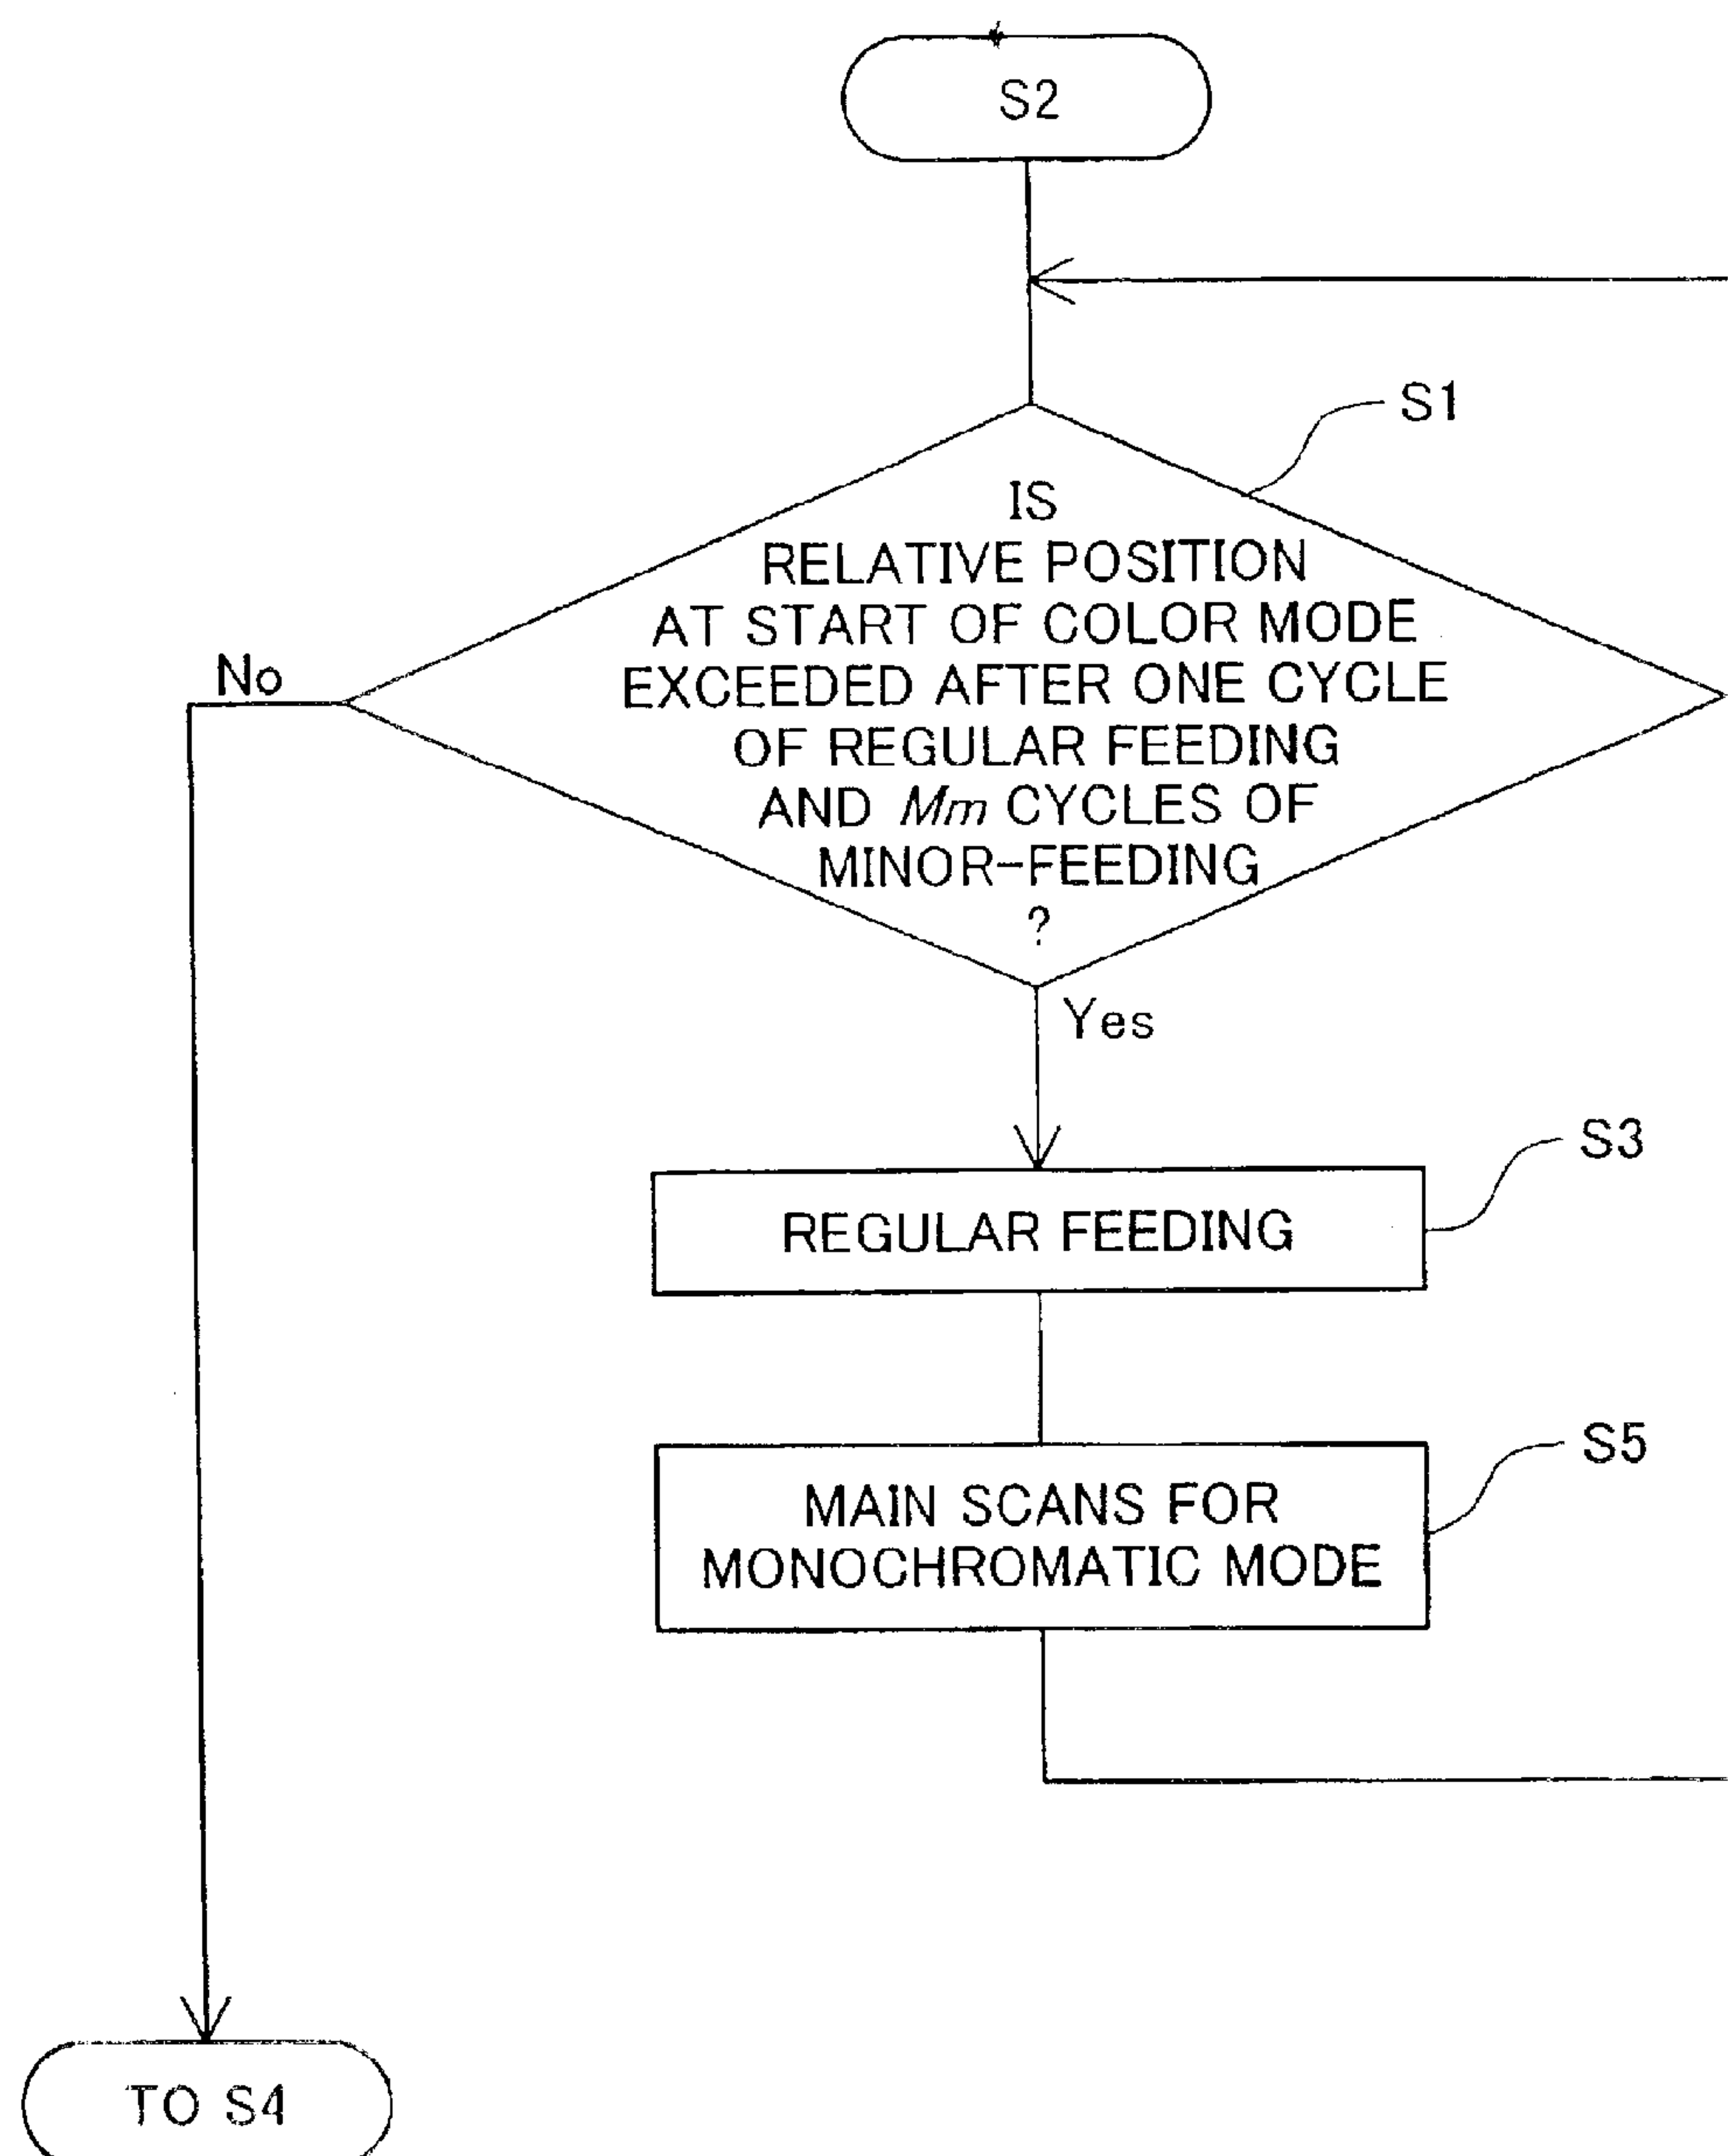 S2
S1
IS
RELATIVE POSITION
AT START OF COLOR MODE
EXCEEDED AFTER ONE CYCLE
OF REGULAR FEEDING
AND Mm CYCLES OF
MINOR-FEEDING
?
No
Yes
S3
REGULAR FEEDING
S5
MAIN SCANS FOR
MONOCHROMATIC MODE
TO S4